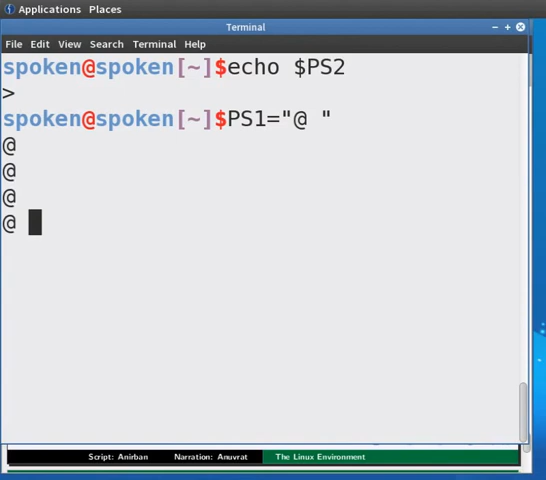 Applications Places
Terminal
File Edit View Search Terminal Help
spoken@spoken[~]$echo $PS2
>
spoken@spoken[~]$PS1="@ "
@
@
@
@
Script: Anirban Narration: Anuvrat The Linux Environment